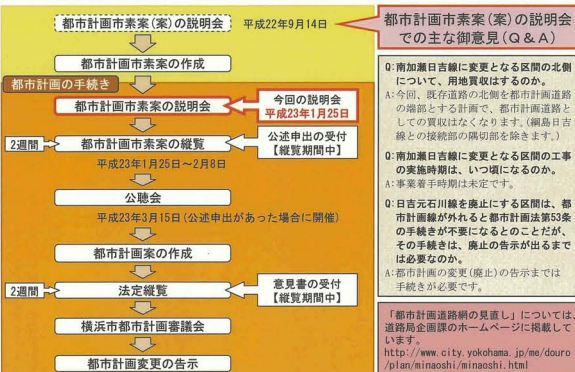 都市計画市素案(案)の説明会
平成22年9月14日
都市計画市素案の作成
都市計画の手続き
都市計画市素案の説明会
今回の説明会
平成23年1月25日
2週間
都市計画市素案の縦覧
公述申出の受付
【縦覧期間中】
平成23年1月25日～2月8日
公聴会
平成23年3月15日(公述申出があった場合に開催)
都市計画案の作成
2週間
法定縦覧
意見書の受付
【縦覧期間中】
横浜市都市計画審議会
都市計画変更の告示
都市計画市素案(案)の説明会
での主な御意見(Q&A)
Q:南加瀬日吉線に変更となる区間の北側
について、用地買収はするのか。
A:今回、既存道路の北側を都市計画道路
の端部とする計画で、都市計画道路と
しての買収はなくなります。(綱島日吉
線との接続部の隅切部を除きます。)
Q:南加瀬日吉線に変更となる区間の工事
の実施時期は、いつ頃になるのか。
A:事業着手時期は未定です。
Q:日吉元石川線を廃止にする区間は、都
市計画線が外れると都市計画法第53条
の手続きが不要になるとのことだが、
その手続きは、廃止の告示が出るまで
は必要なのか。
A:都市計画の変更(廃止)の告示までは
手続きが必要です。
「都市計画道路網の見直し」については、
道路局企画課のホームページに掲載して
います。
http://www.city.yokohama.jp/me/douro
/plan/minaoshi/minaoshi.html